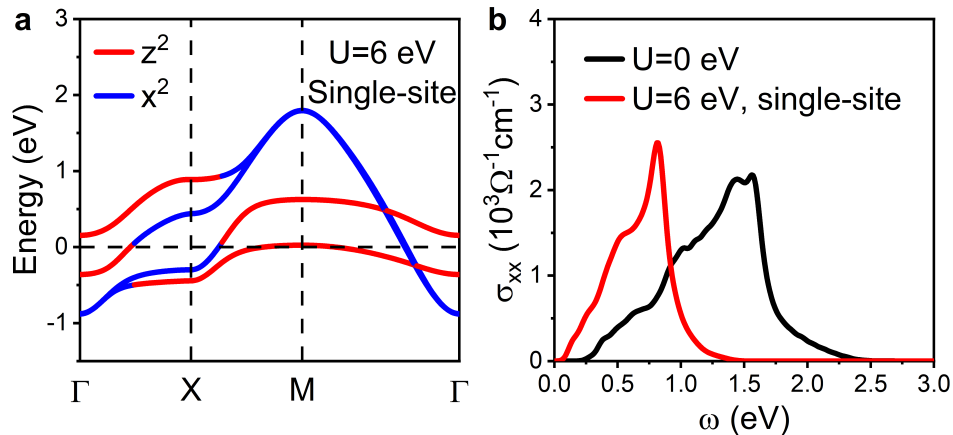 a
3
2
1
0
-1
Energy (eV)
z²
x²
U=6 eV
Single-site
Γ
X
M
Γ
b
4
3
2
1
0
σxx (10³Ω⁻¹cm⁻¹)
U=0 eV
U=6 eV, single-site
0.0
0.5
1.0
1.5
2.0
2.5
3.0
ω (eV)